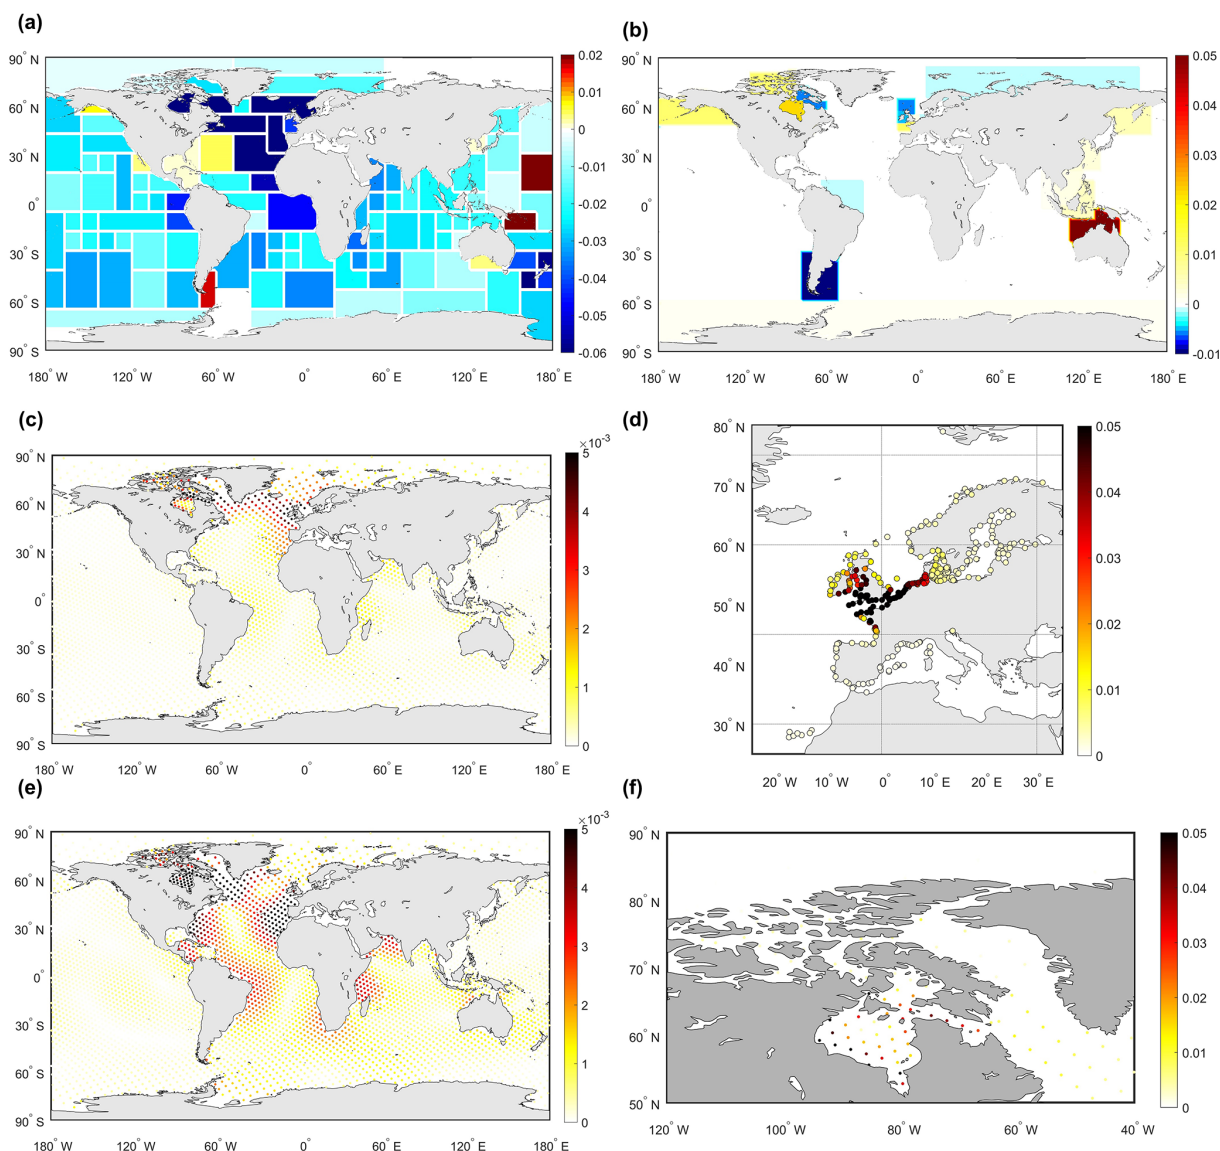 (a)
90° N
60° N
30° N
0°
30° S
60° S
90° S
180° W
120° W
60° W
0°
60° E
120° E
180° E
0.02
0.01
0
-0.01
-0.02
-0.03
-0.04
-0.05
-0.06
(b)
90° N
60° N
30° N
0°
30° S
60° S
90° S
180° W
120° W
60° W
0°
60° E
120° E
180° E
0.05
0.04
0.03
0.02
0.01
0
-0.01
(c)
90° N
60° N
30° N
0°
30° S
60° S
90° S
180° W
120° W
60° W
0°
60° E
120° E
180° E
×10⁻³
5
4
3
2
1
0
(d)
80° N
70° N
60° N
50° N
40° N
30° N
20° W
10° W
0°
10° E
20° E
30° E
0.05
0.04
0.03
0.02
0.01
0
(e)
90° N
60° N
30° N
0°
30° S
60° S
90° S
180° W
120° W
60° W
0°
60° E
120° E
180° E
×10⁻³
5
4
3
2
1
0
(f)
90° N
80° N
70° N
60° N
50° N
120° W
100° W
80° W
60° W
40° W
0.05
0.04
0.03
0.02
0.01
0